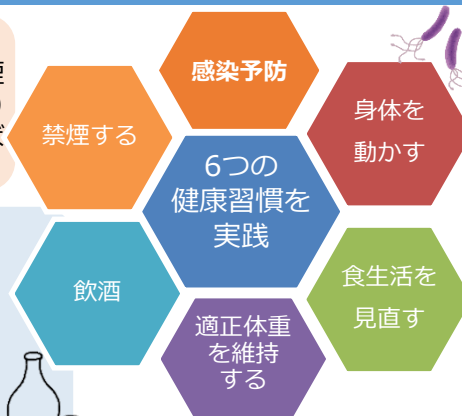 感染予防
禁煙する
身体を
動かす
6つの
健康習慣を
実践
飲酒
食生活を
見直す
適正体重
を維持
する